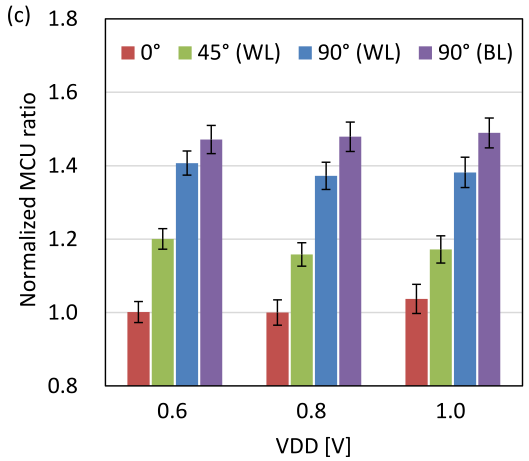 (c)
1.8
0° 45° (WL) 90° (WL) 90° (BL)
1.6
1.4
1.2
1.0
0.8
Normalized MCU ratio
0.6 0.8 1.0
VDD [V]